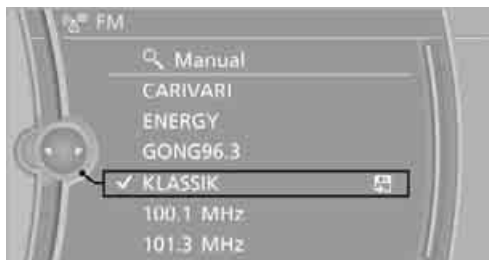 FM
Manual
CARIVARI
ENERGY
GONG96.3
KLASSIK
100.1 MHz
101.3 MHz